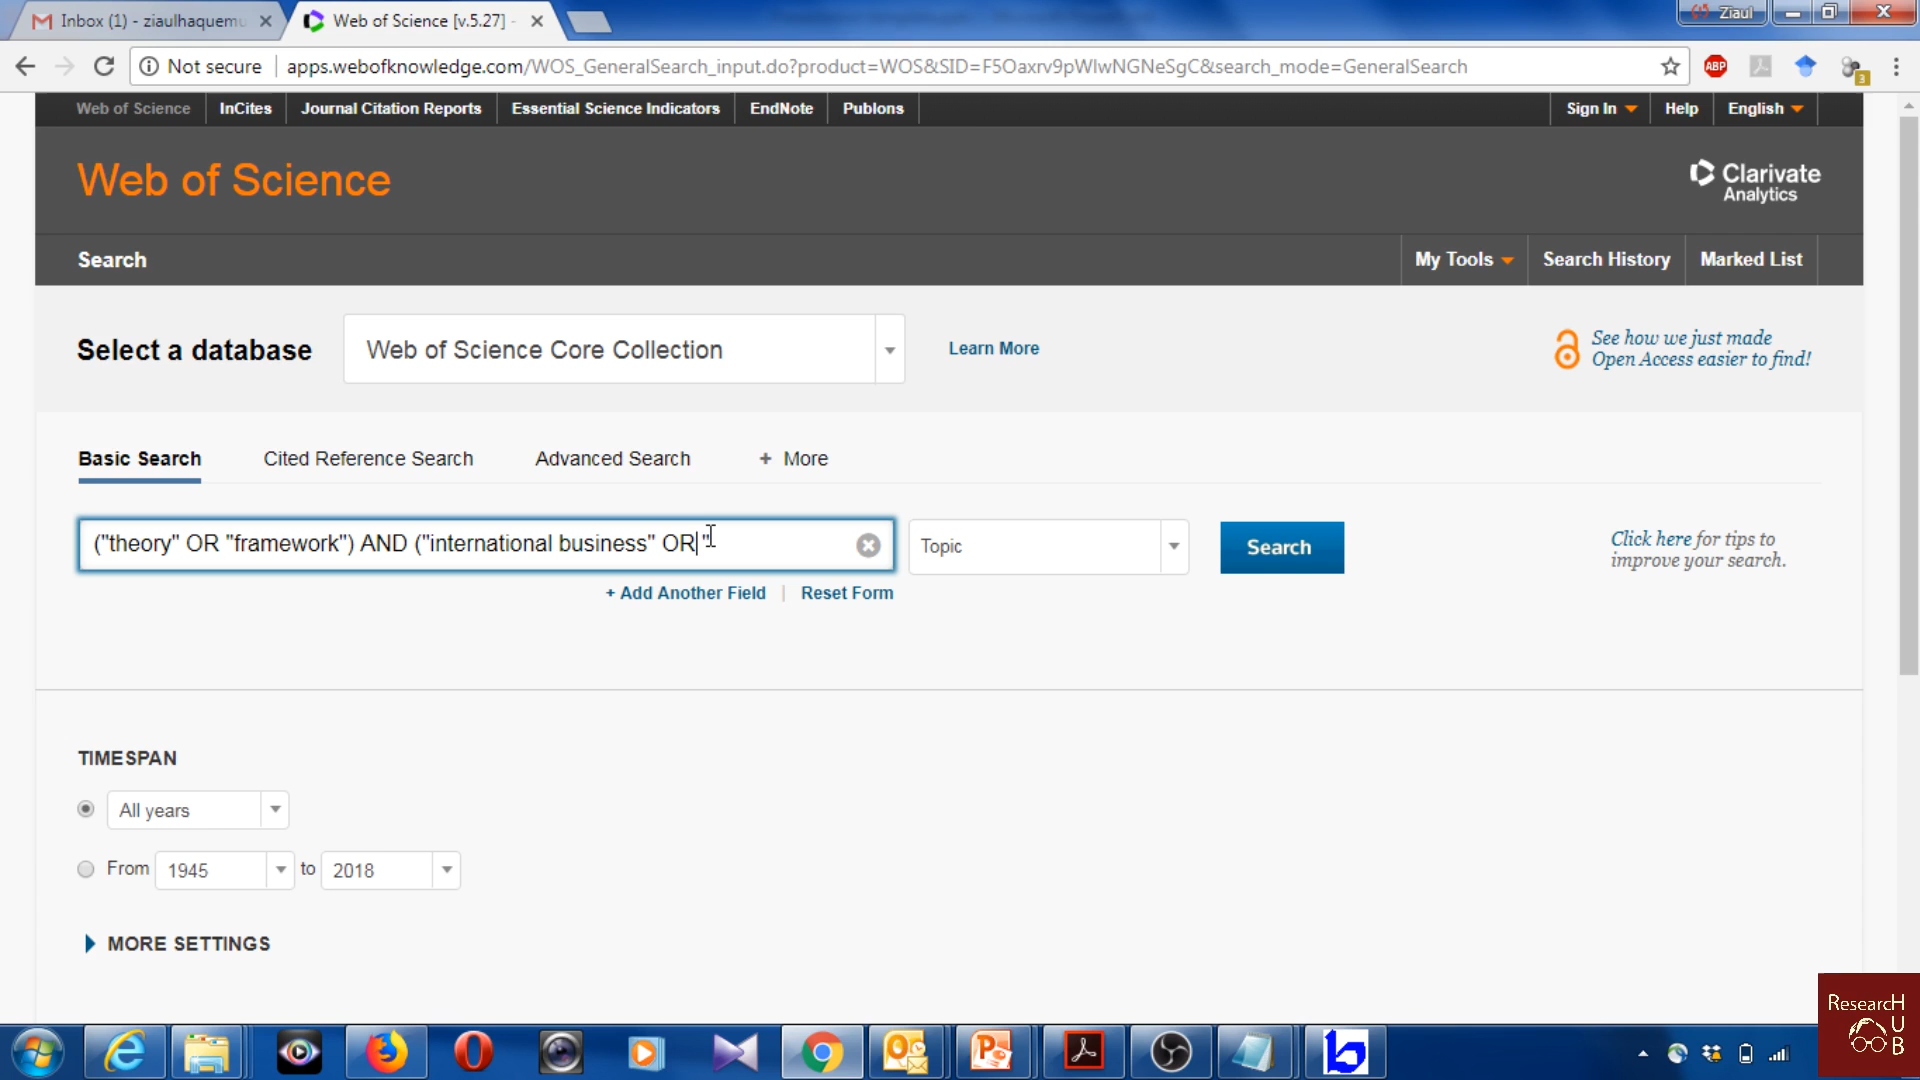 Inbox (1) - ziaulhaquemu
Web of Science [v.5.27] -
Ziaul
Not secure
apps.webofknowledge.com/WOS_GeneralSearch_input.do?product=WOS&SID=F5Oaxrv9pWlwNGNeSgC&search_mode=GeneralSearch
ABP
3
Web of Science
InCites
Journal Citation Reports
Essential Science Indicators
EndNote
Publons
Sign In
Help
English
Web of Science
Clarivate
Analytics
Search
My Tools
Search History
Marked List
Select a database
Web of Science Core Collection
Learn More
See how we just made
Open Access easier to find!
Basic Search
Cited Reference Search
Advanced Search
+ More
("theory" OR "framework") AND ("international business" OR "
Topic
Search
Click here for tips to
improve your search.
+ Add Another Field
|
Reset Form
TIMESPAN
All years
From
1945
to
2018
MORE SETTINGS
ResearcH
U
B